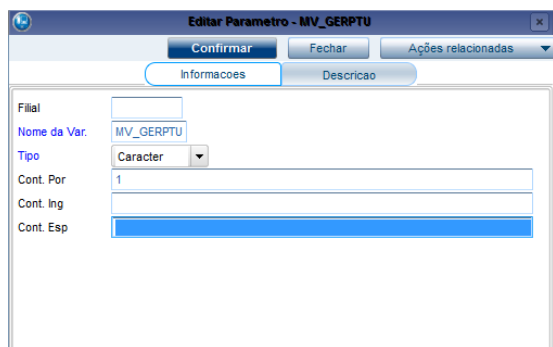 Editar Parametro - MV_GERPTU
Confirmar Fechar Ações relacionadas
Informacoes Descricao
Filial
Nome da Var. MV_GERPTU
Tipo Caracter
Cont. Por 1
Cont. Ing
Cont. Esp